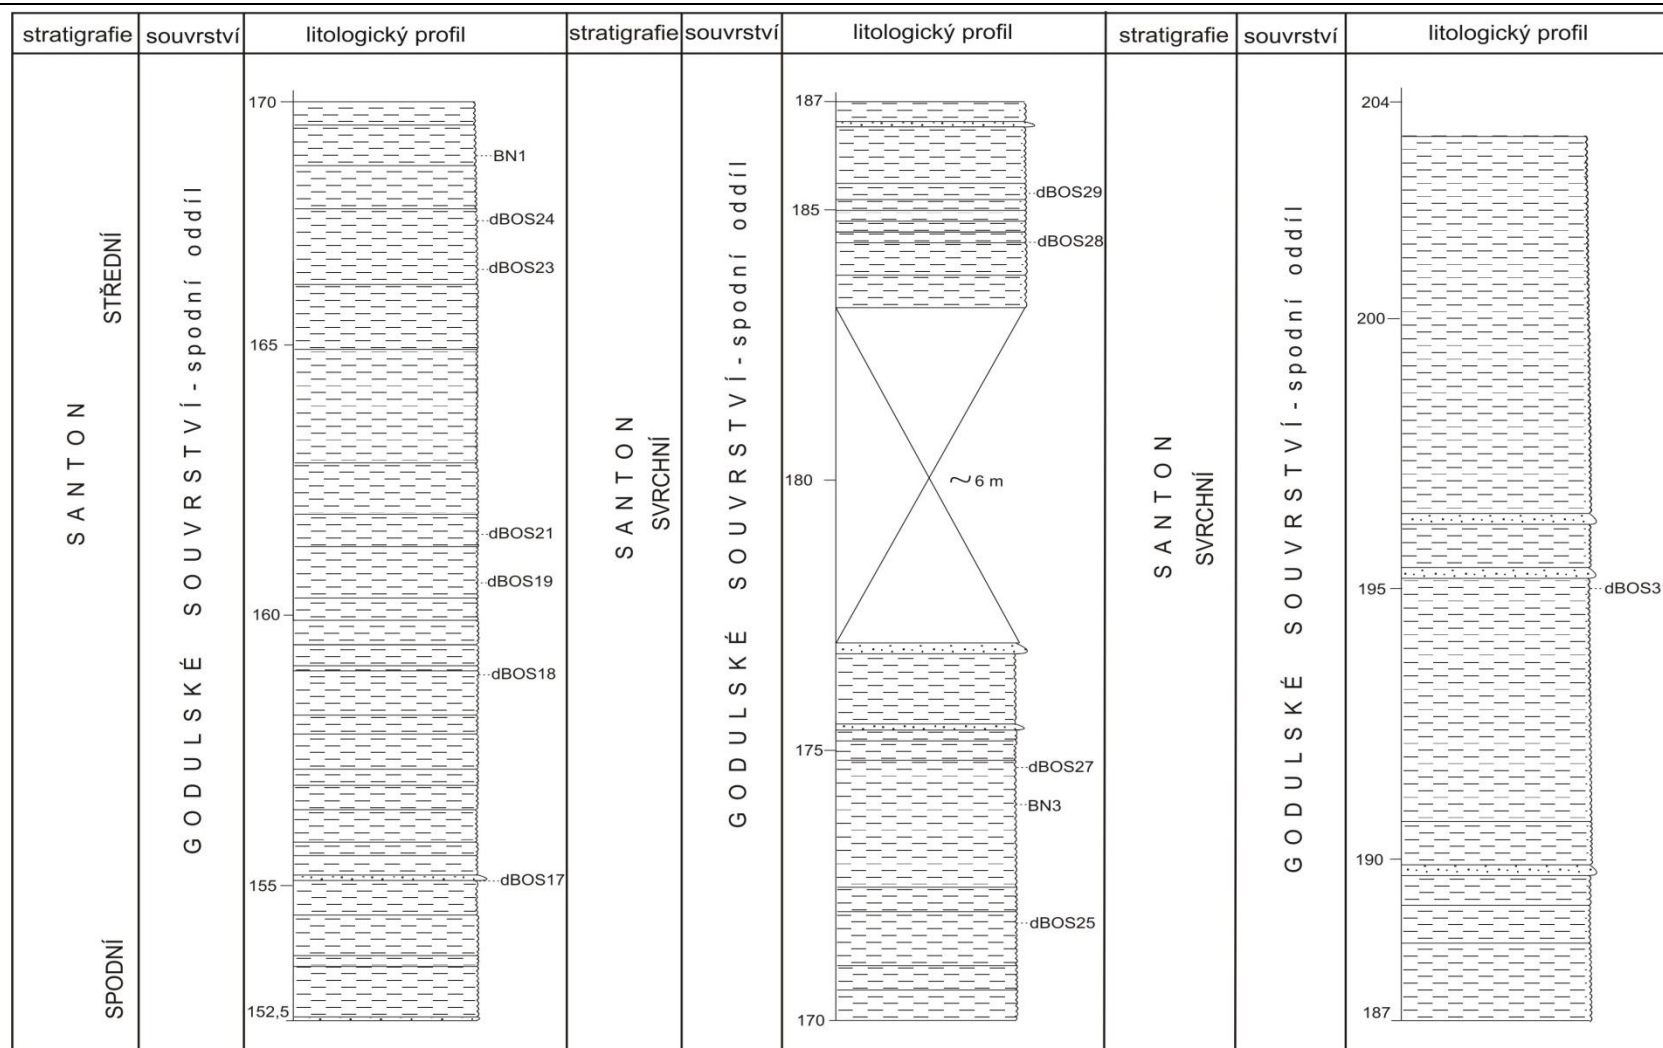 stratigrafie souvrství litologický profil stratigrafie souvrství litologický profil stratigrafie souvrství litologický profil
SANTON
STŘEDNÍ
SPODNÍ
GODULSKÉ SOUVRSTVÍ-spodní oddíl
170
BN1
dBOS24
dBOS23
165
dBOS21
dBOS19
160
dBOS18
dBOS17
155
152,5
SANTON
SVRCHNÍ
GODULSKÉ SOUVRSTVÍ-spodní oddíl
187
dBOS29
185
dBOS28
180
~6 m
175
dBOS27
BN3
dBOS25
170
SANTON
SVRCHNÍ
GODULSKÉ SOUVRSTVÍ-spodní oddíl
204
200
195
dBOS3
190
187